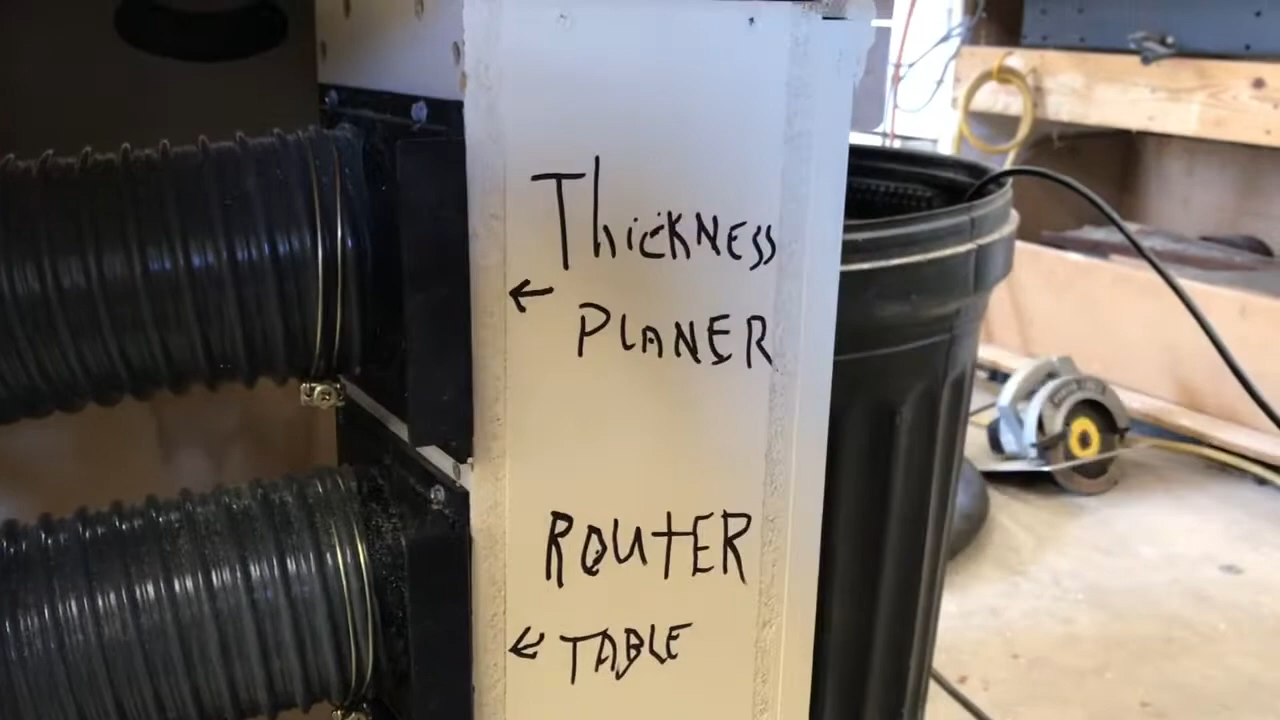 Thickness
← PLANER
ROUTER
← TABLE